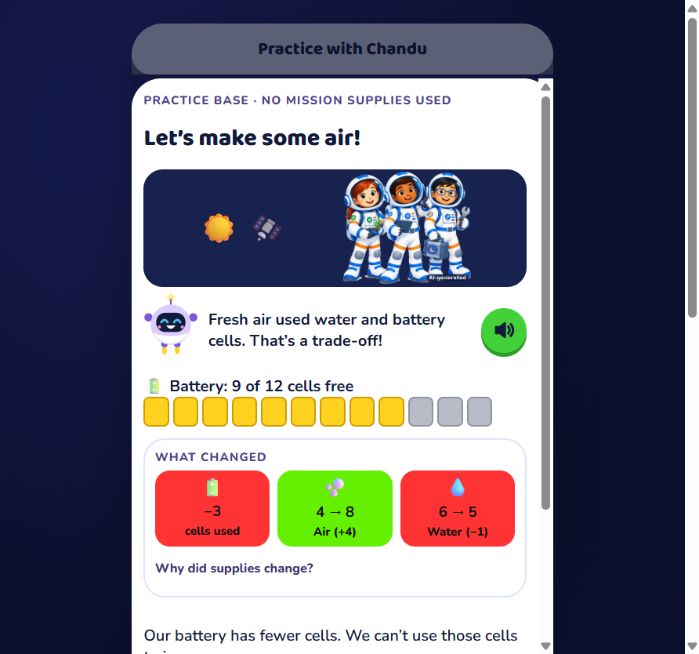 Practice with Chandu
PRACTICE BASE · NO MISSION SUPPLIES USED
Let’s make some air!
AI-generated
Fresh air used water and battery
cells. That’s a trade-off!
Battery: 9 of 12 cells free
WHAT CHANGED
−3
cells used
4 → 8
Air (+4)
6 → 5
Water (−1)
Why did supplies change?
Our battery has fewer cells. We can’t use those cells